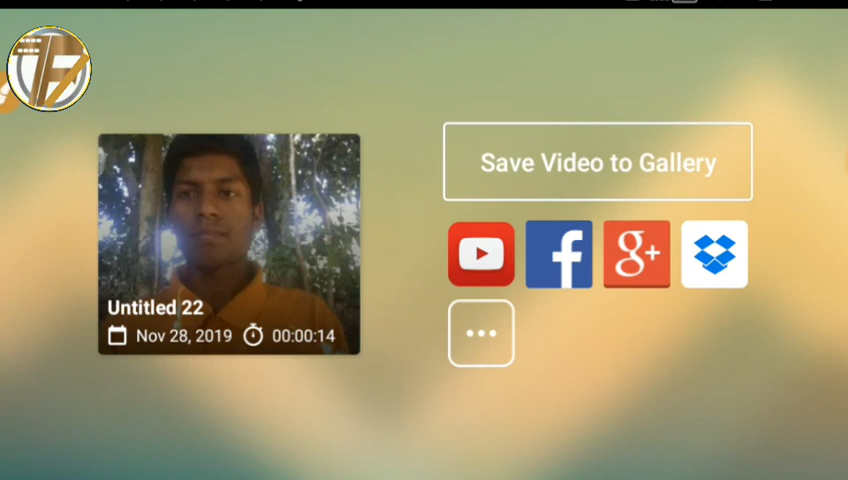 Save Video to Gallery
g+
Untitled 22
Nov 28, 2019 00:00:14